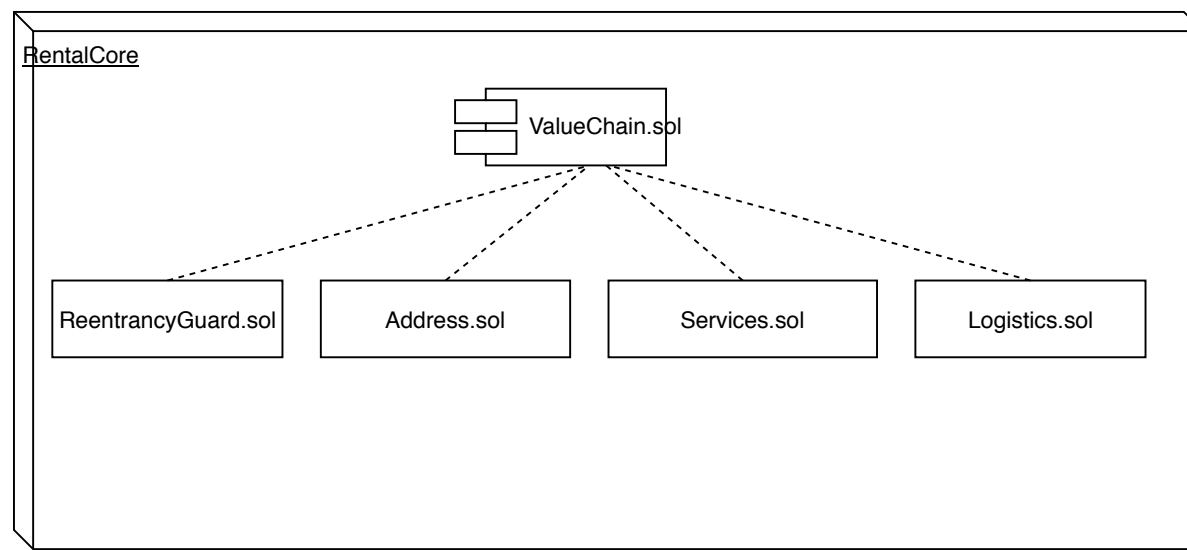 RentalCore
ValueChain.sol
ReentrancyGuard.sol
Address.sol
Services.sol
Logistics.sol